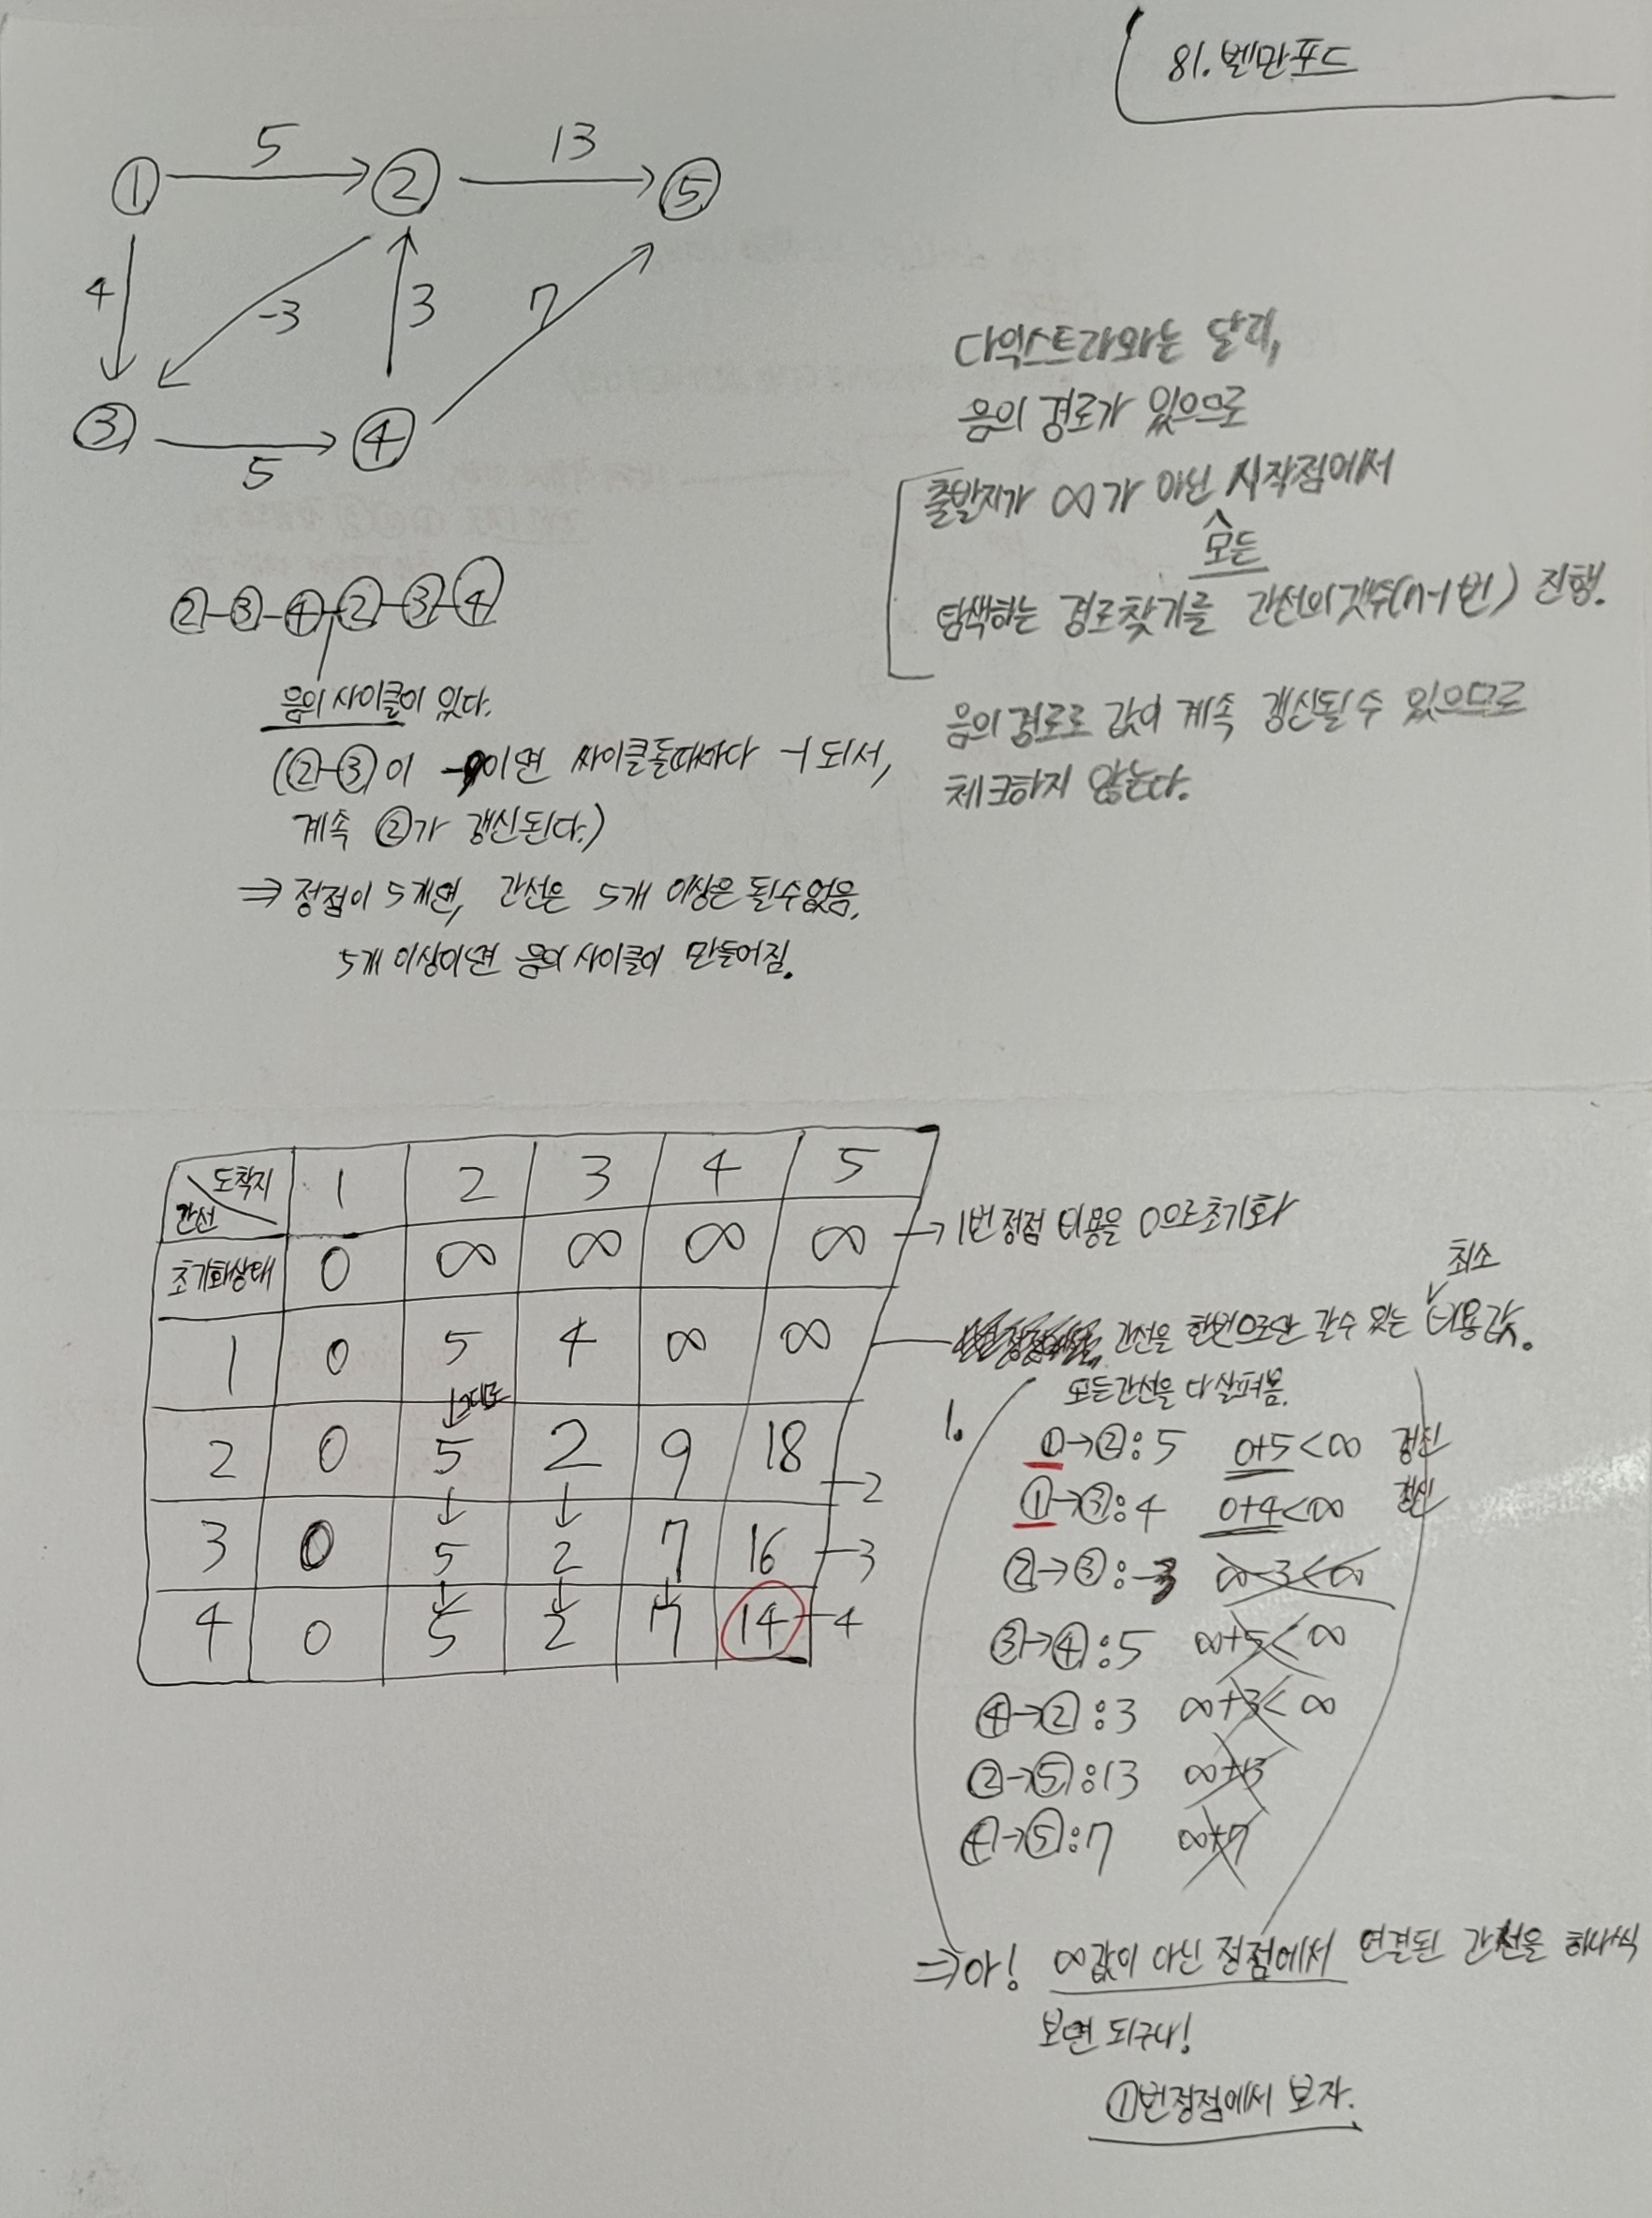 81.벨만포드
5
13
① ② ⑤
4
-3
3
7
③ ④
5
다익스트라와는 달리,
음의 경로가 있으므로
출발지가 ∞가 아닌 시작점에서
모든
탐색하는 경로찾기를 간선의갯수(n-1번) 진행.
음의 경로로 값이 계속 갱신될 수 있으므로
체크하지 않는다.
②-③-④-②-③-④
음의 사이클이 있다.
(②-③)이 이면 싸이클돌때마다 -1 되서,
계속 ②가 갱신된다.)
⇒ 정점이 5개면, 간선은 5개 이상은 될수없음.
5개 이상이면 음의 사이클이 만들어짐.
도착지 1 2 3 4 5
간선
초기화상태 0 ∞ ∞ ∞ ∞ → 1번 정점 비용을 0으로 초기화
최소
1 0 5 4 ∞ ∞ 간선을 한번으로만 갈수 있는 비용값.
↓그대로
2 0 5 2 9 18 -2
↓ ↓
3 0 5 2 7 16 -3
↓ ↓ ↓
4 0 5 2 7 14 -4
모든간선을 다 살펴봄.
1.
①→②:5 0+5<∞ 갱신
①→③:4 0+4<∞ 갱신
②→③:-3 ∞-3<∞
③→④:5 ∞+5<∞
④→②:3 ∞+3<∞
②→⑤:13 ∞+13
④→⑤:7 ∞+7
⇒아! ∞값이 아닌 정점에서 연결된 간선을 하나씩
보면 되구나!
①번정점에서 보자.